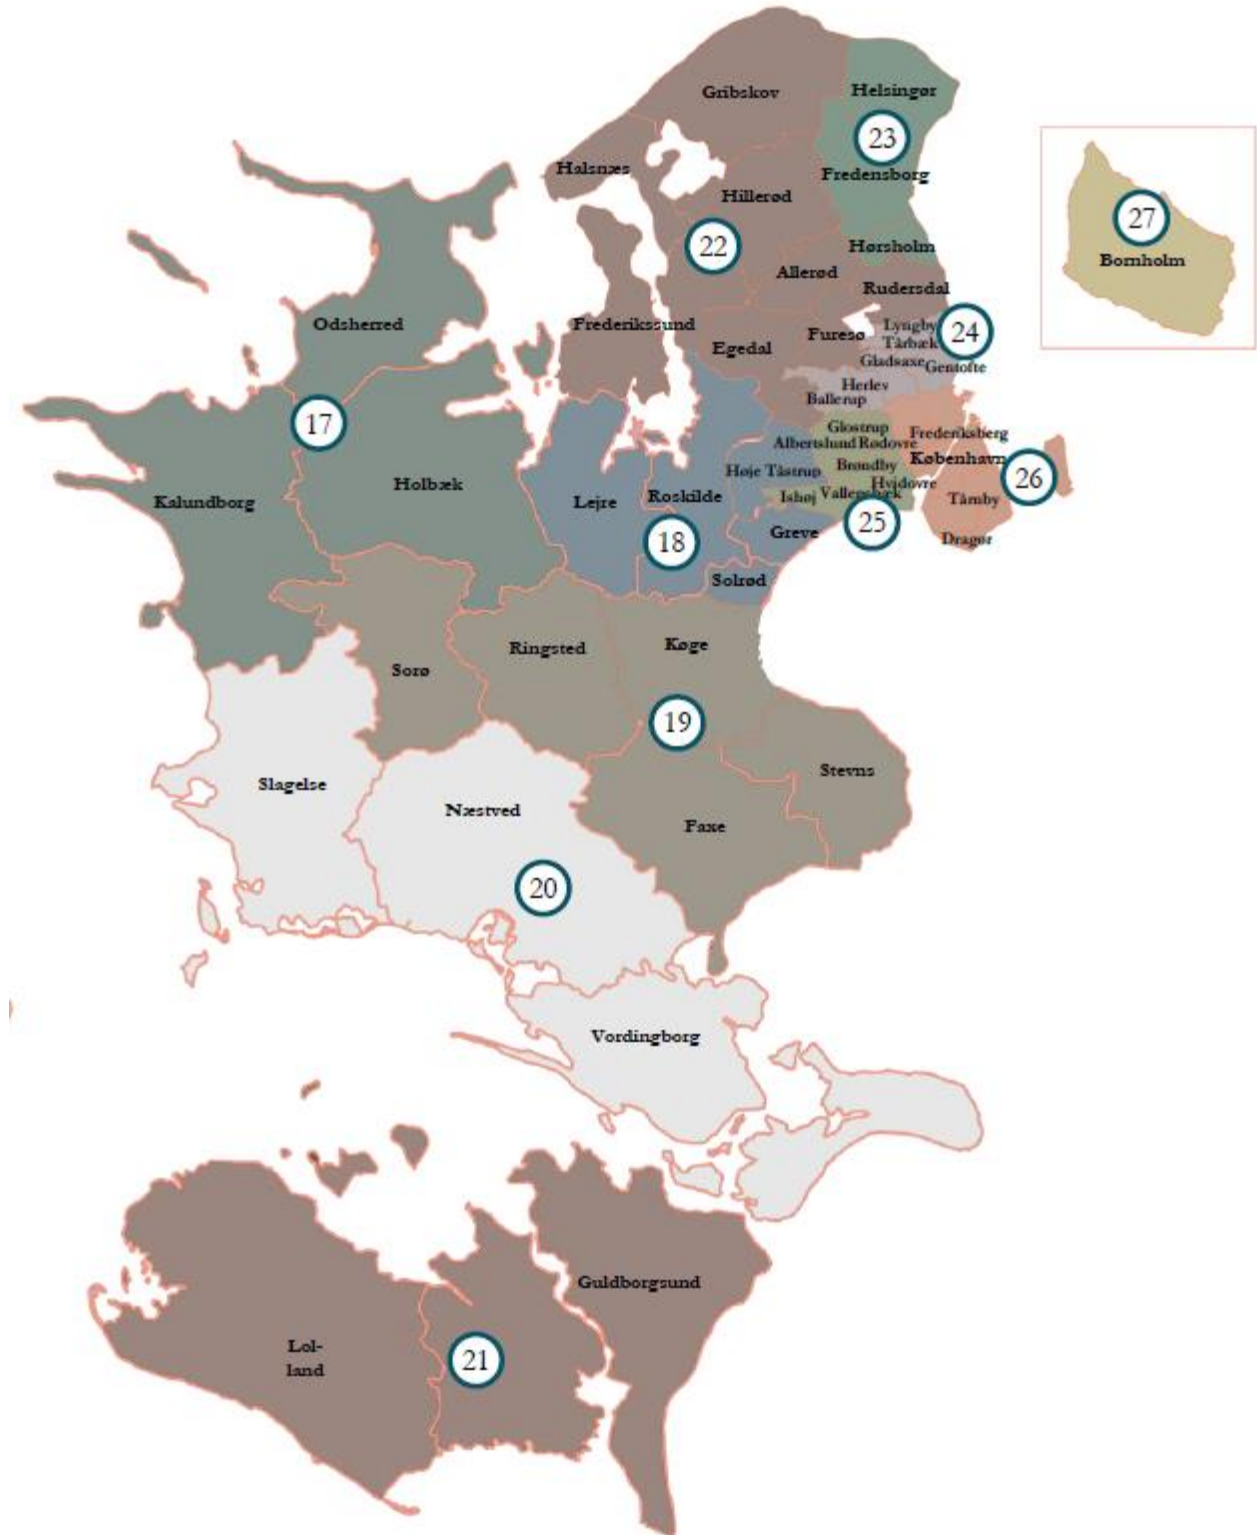 Gribskov
Helsingør
23
Halsnæs
Fredensborg
Hillerød
27
22
Hørsholm
Bornholm
Allerød
Rudersdal
Odsherred
Frederikssund
Furesø
Lyngby
24
Egedal
Tårbæk
Gladsaxe
Gentofte
Herlev
Ballerup
17
Glostrup
Frederiksberg
Albertslund Rødovre
København
Høje Tåstrup
Brøndby
26
Holbæk
Hvidovre
Kalundborg
Lejre
Roskilde
Ishøj
Vallensbæk
Tårnby
25
18
Greve
Dragør
Solrød
Ringsted
Køge
Sorø
19
Stevns
Slagelse
Næstved
Faxe
20
Vordingborg
Guldborgsund
Lol-
land
21